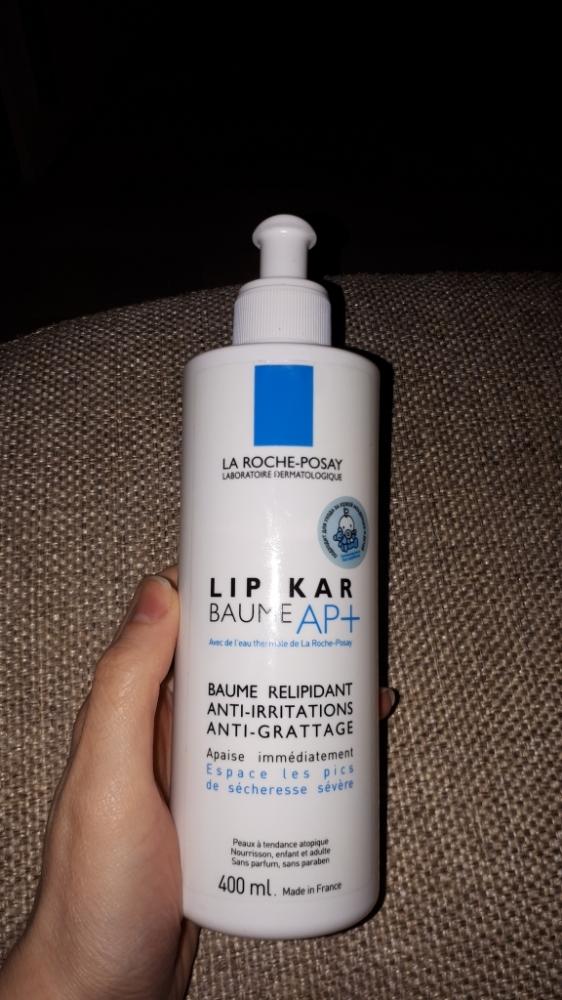 LA ROCHE-POSAY
LABORATOIRE DERMATOLOGIQUE
LIPIKAR
BAUME AP+
Avec de l'eau thermale de La Roche-Posay
BAUME RELIPIDANT
ANTI-IRRITATIONS
ANTI-GRATTAGE
Apaise immédiatement
Espace les pics
de sécheresse sévère
Peaux à tendance atopique
Nourrisson, enfant et adulte
Sans parfum, sans paraben
400 ml. Made in France